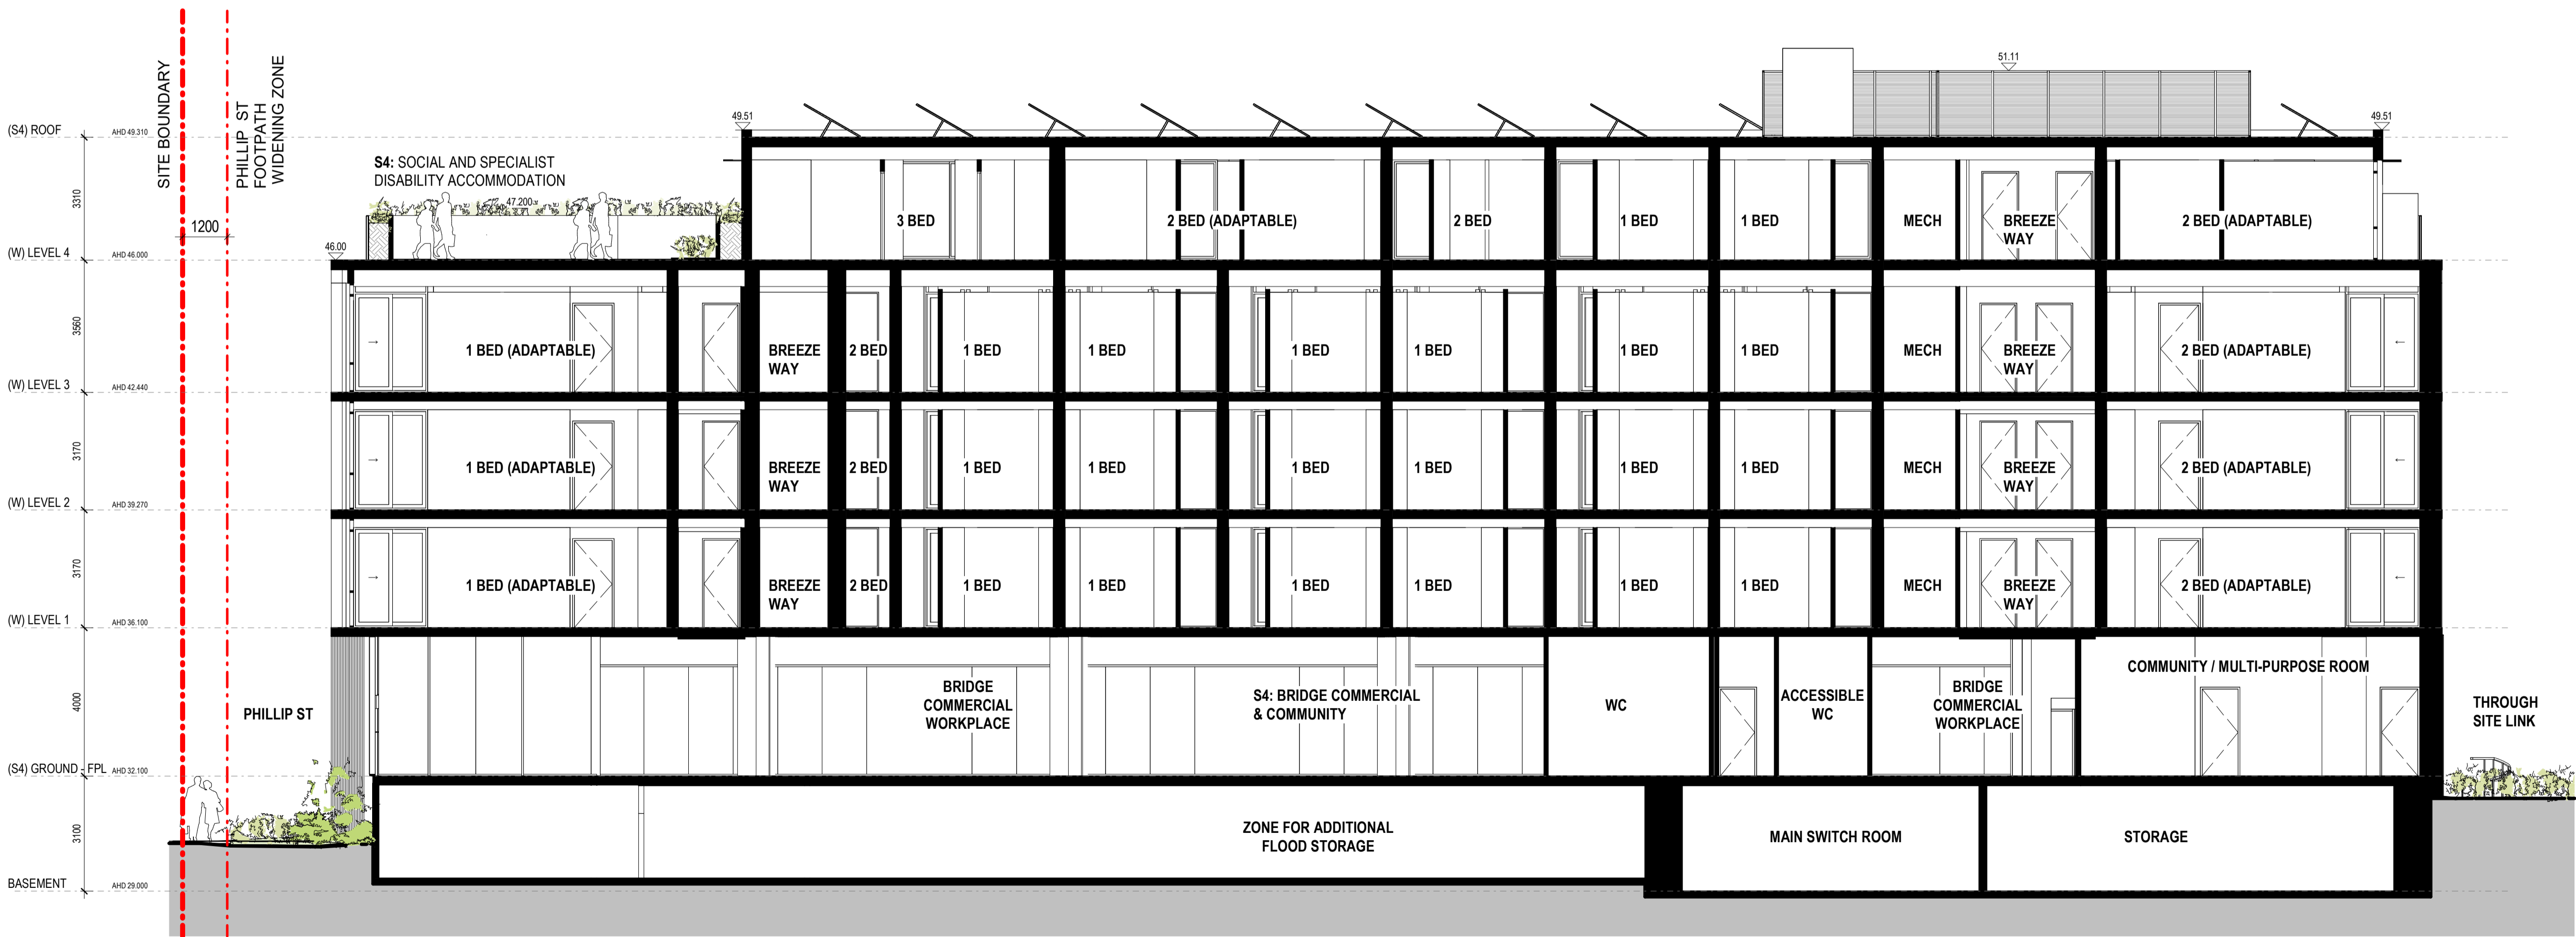 SITE BOUNDARY
PHILLIP ST
FOOTPATH
WIDENING ZONE
1200
51.11
49.51
49.51
(S4) ROOF
AHD 49.310
S4: SOCIAL AND SPECIALIST
DISABILITY ACCOMMODATION
47.200
3310
3 BED
2 BED (ADAPTABLE)
2 BED
1 BED
1 BED
MECH
BREEZE
WAY
2 BED (ADAPTABLE)
46.00
(W) LEVEL 4
AHD 46.000
3560
1 BED (ADAPTABLE)
BREEZE
WAY
2 BED
1 BED
1 BED
1 BED
1 BED
1 BED
1 BED
MECH
BREEZE
WAY
2 BED (ADAPTABLE)
(W) LEVEL 3
AHD 42.440
3170
1 BED (ADAPTABLE)
BREEZE
WAY
2 BED
1 BED
1 BED
1 BED
1 BED
1 BED
1 BED
MECH
BREEZE
WAY
2 BED (ADAPTABLE)
(W) LEVEL 2
AHD 39.270
3170
1 BED (ADAPTABLE)
BREEZE
WAY
2 BED
1 BED
1 BED
1 BED
1 BED
1 BED
1 BED
MECH
BREEZE
WAY
2 BED (ADAPTABLE)
(W) LEVEL 1
AHD 36.100
4000
PHILLIP ST
BRIDGE
COMMERCIAL
WORKPLACE
S4: BRIDGE COMMERCIAL
& COMMUNITY
WC
ACCESSIBLE
WC
BRIDGE
COMMERCIAL
WORKPLACE
COMMUNITY / MULTI-PURPOSE ROOM
THROUGH
SITE LINK
(S4) GROUND - FPL
AHD 32.100
3100
ZONE FOR ADDITIONAL
FLOOD STORAGE
MAIN SWITCH ROOM
STORAGE
BASEMENT
AHD 29.000